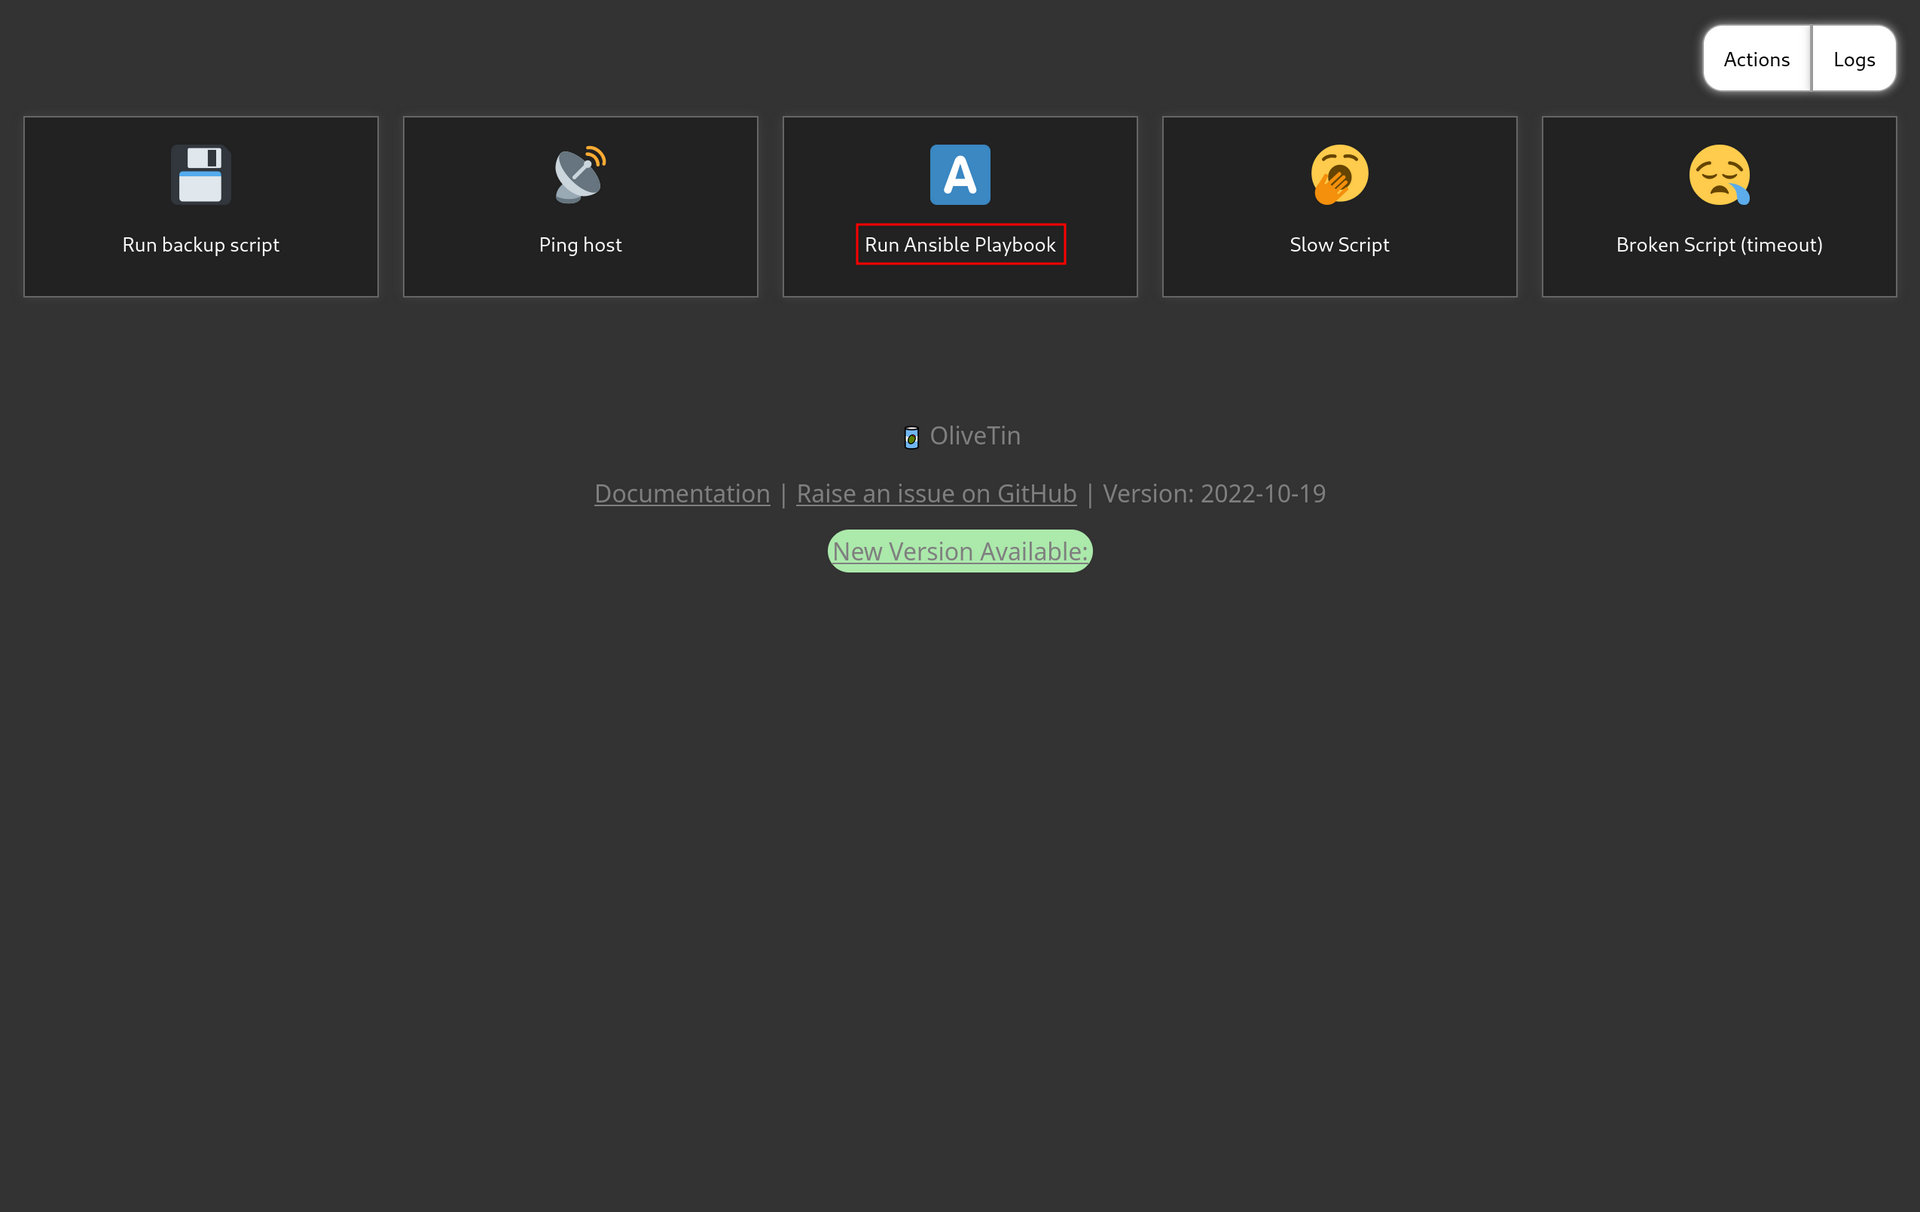 Actions Logs
Run backup script
Ping host
A
Run Ansible Playbook
Slow Script
Broken Script (timeout)
OliveTin
Documentation | Raise an issue on GitHub | Version: 2022-10-19
New Version Available: